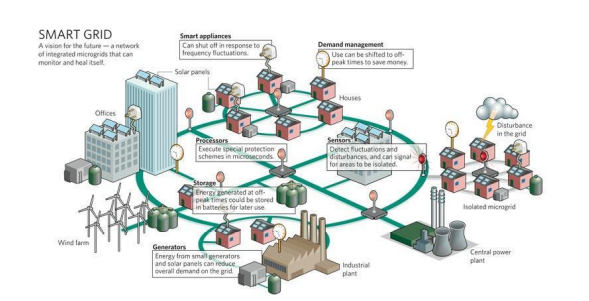 SMART GRID
A vision for the future — a network
of integrated microgrids that can
monitor and heal itself.
Smart appliances
Can shut off in response to
frequency fluctuations.
Demand management
Use can be shifted to off-
peak times to save money.
Solar panels
Houses
Offices
Disturbance
in the grid
Processors
Execute special protection
schemes in microseconds.
Sensors
Detect fluctuations and
disturbances, and can signal
for areas to be isolated.
Storage
Energy generated at off-
peak times could be stored
in batteries for later use.
Isolated microgrid
Wind farm
Generators
Energy from small generators
and solar panels can reduce
overall demand on the grid.
Industrial
plant
Central power
plant